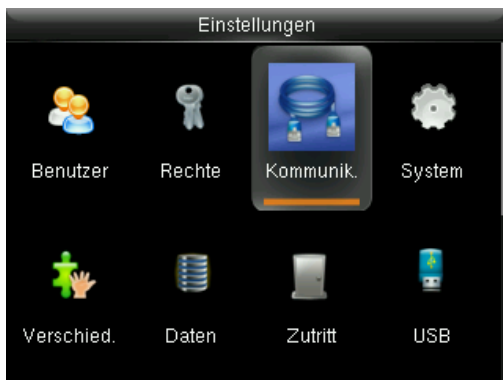 Einstellungen
Benutzer Rechte Kommunik. System
Verschied. Daten Zutritt USB